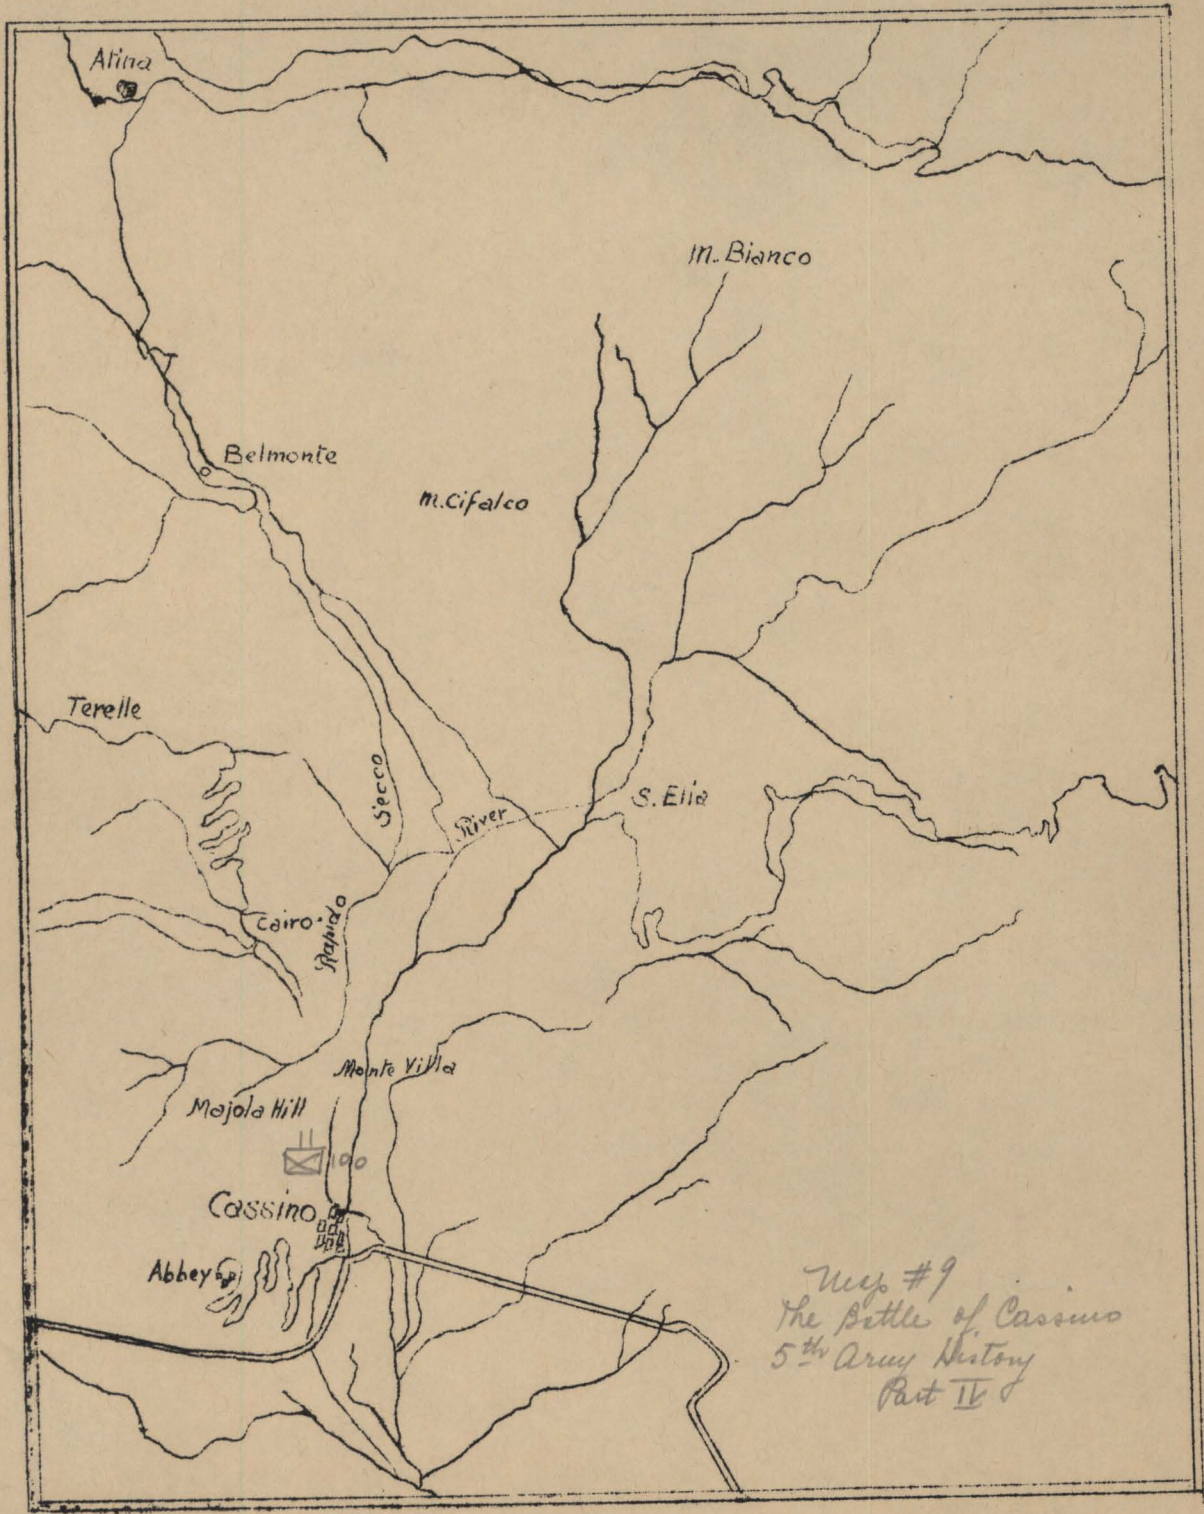 Atina
M. Bianco
Belmonte
M. Cifalco
Terelle
Secco
River
S. Elia
Cairo
Rapido
Monte Villa
Majola Hill
100
Cassino
Abbey
Map #9
The Battle of Cassino
5th Army History
Part IV